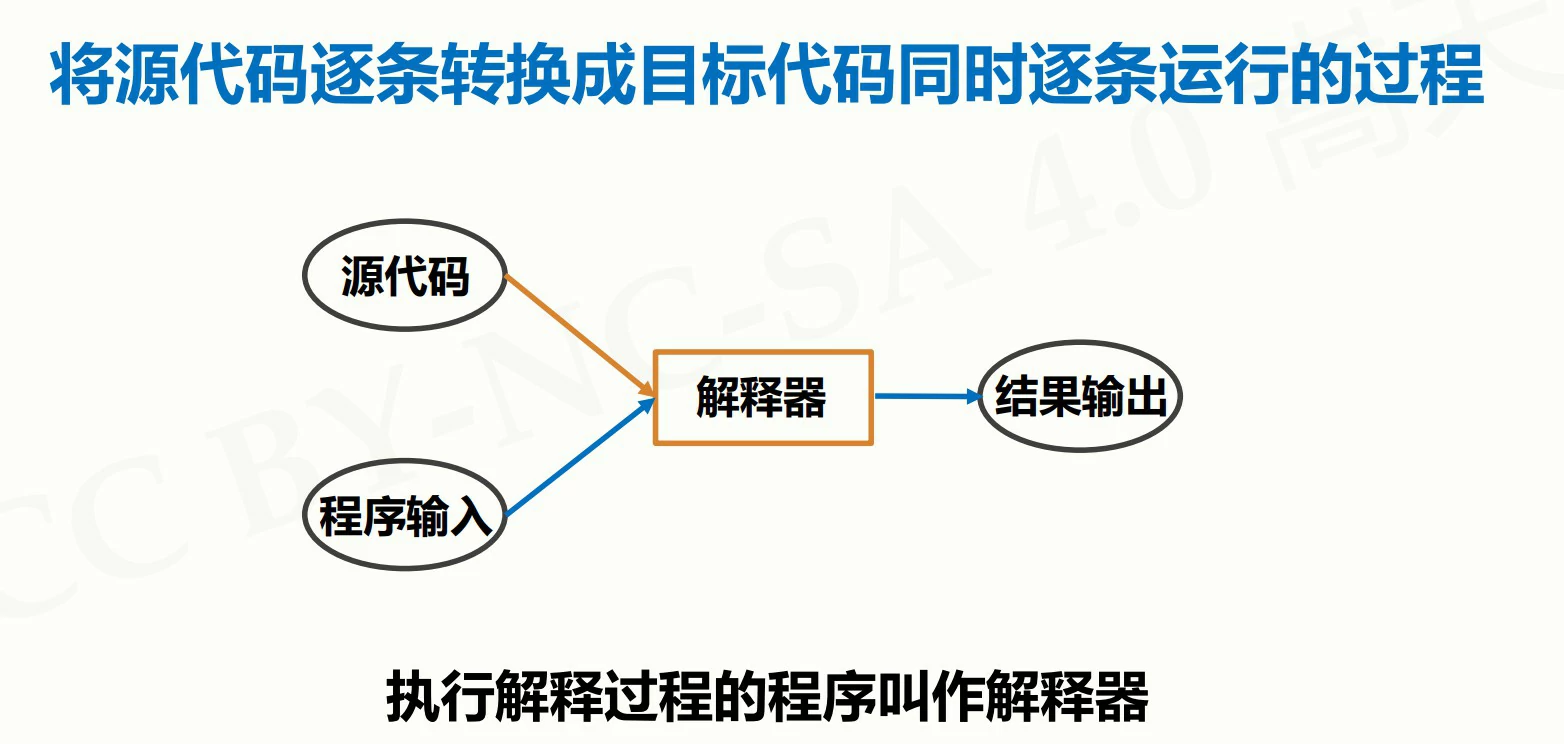 将源代码逐条转换成目标代码同时逐条运行的过程
源代码
解释器
结果输出
程序输入
执行解释过程的程序叫作解释器
CC BY-NC-SA 4.0 嵩天